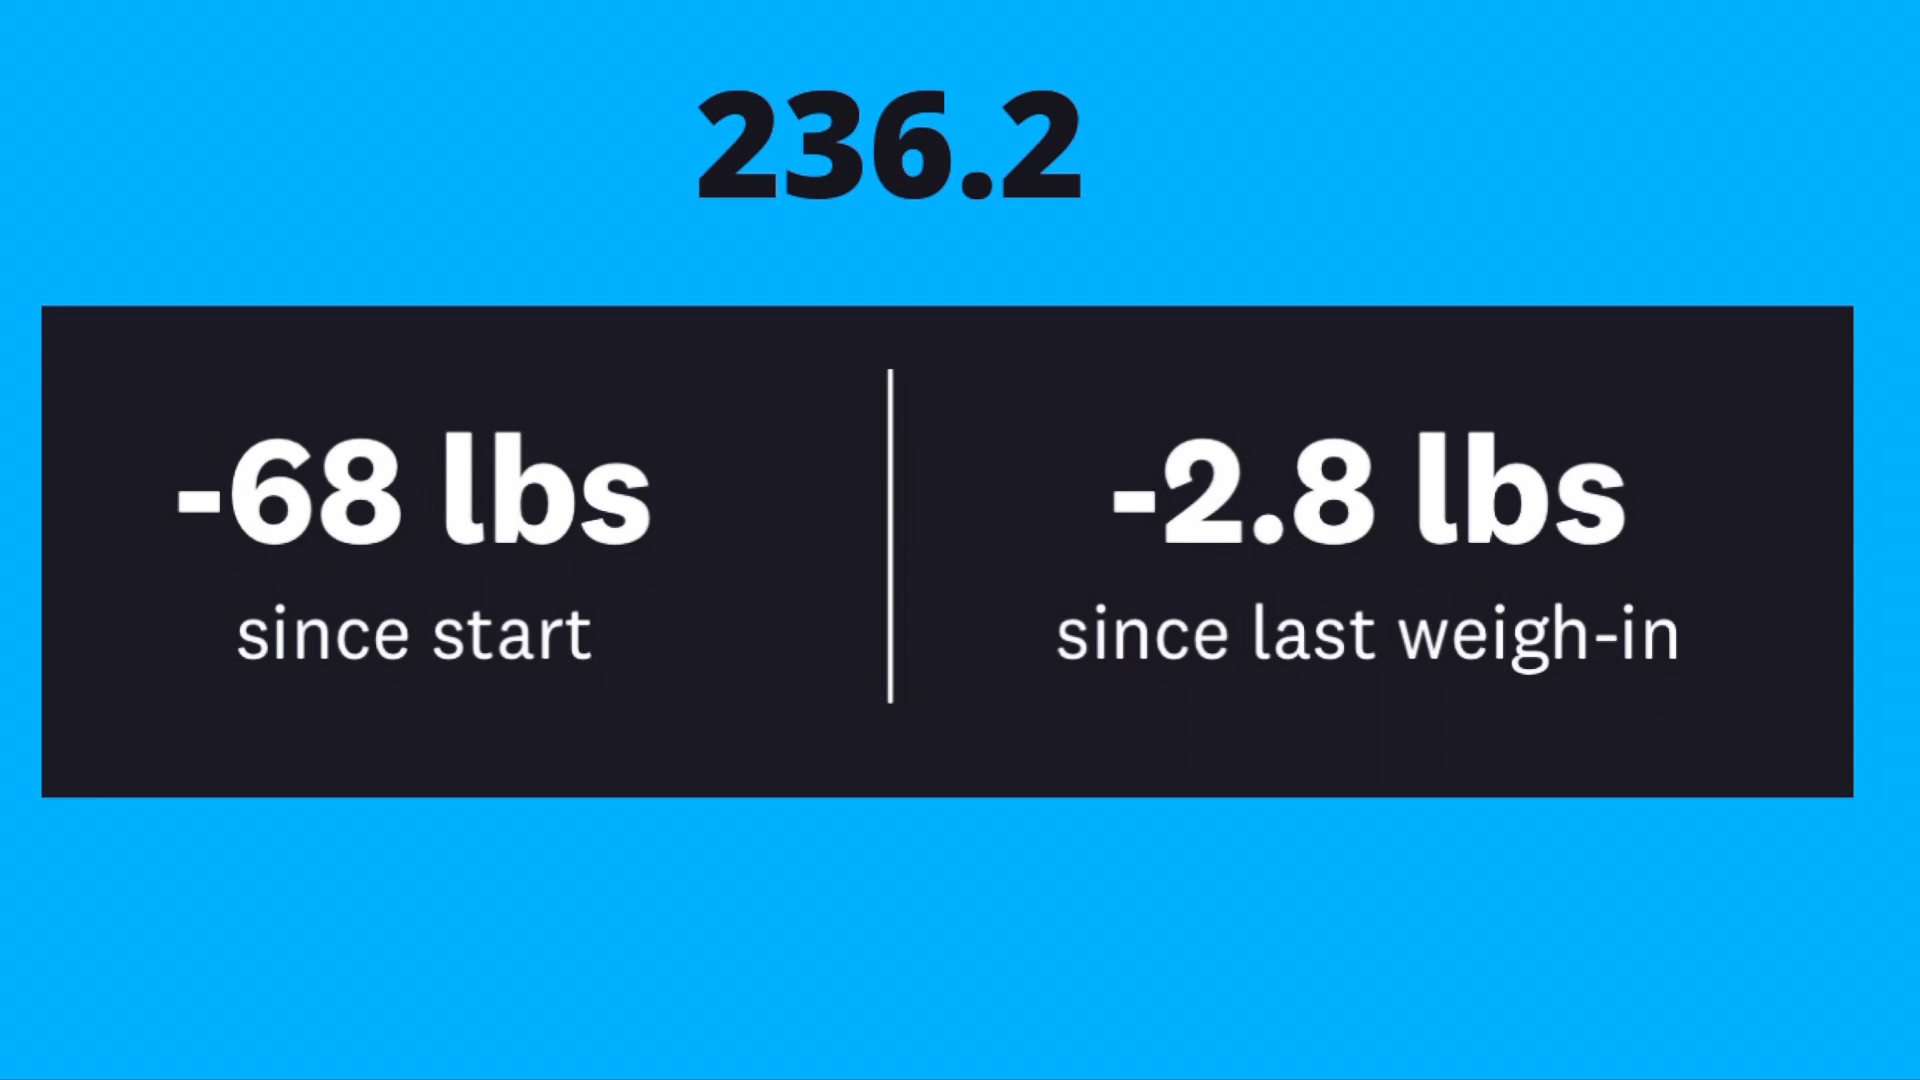 236.2
-68 lbs
since start
-2.8 lbs
since last weigh-in